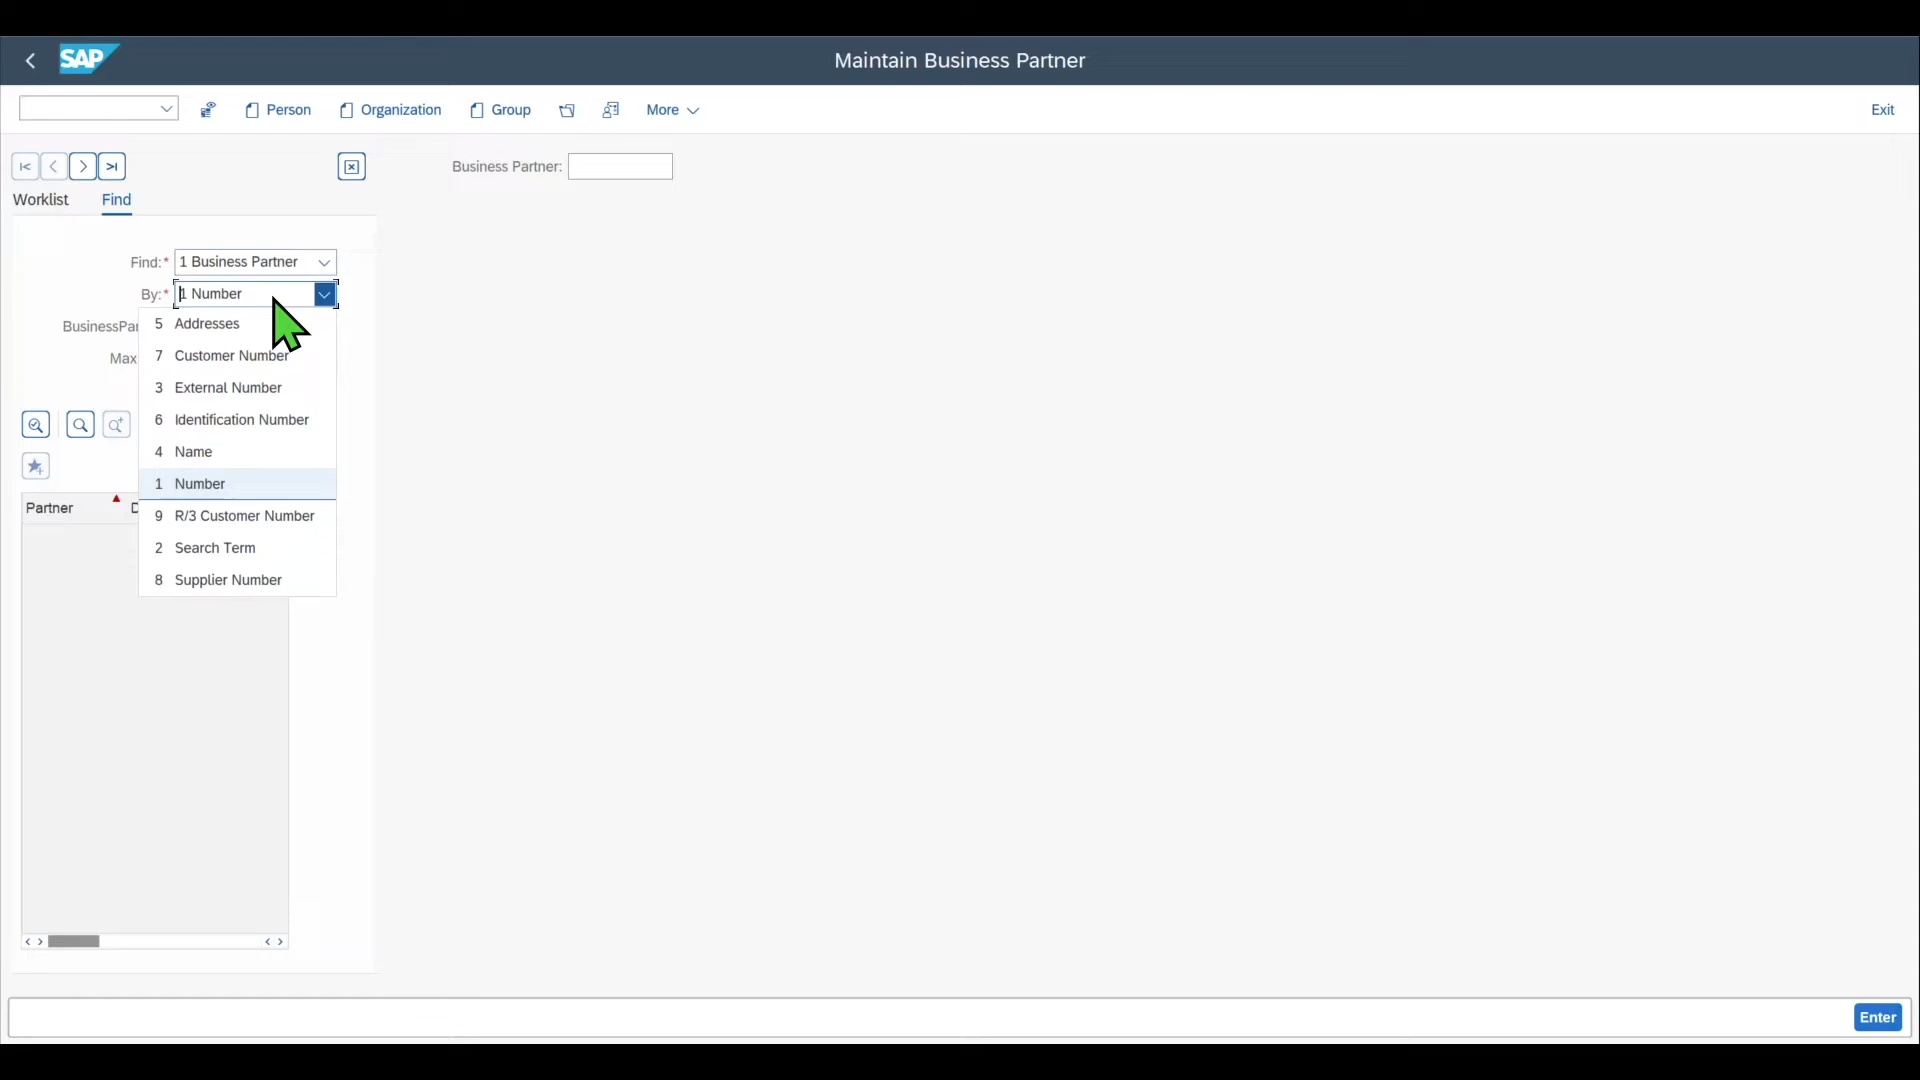 SAP
Maintain Business Partner
Person
Organization
Group
More
Exit
Business Partner:
Worklist
Find
Find:* 1 Business Partner
By:* 1 Number
BusinessPar
Max
5 Addresses
7 Customer Number
3 External Number
6 Identification Number
4 Name
1 Number
9 R/3 Customer Number
2 Search Term
8 Supplier Number
Partner
D
Enter